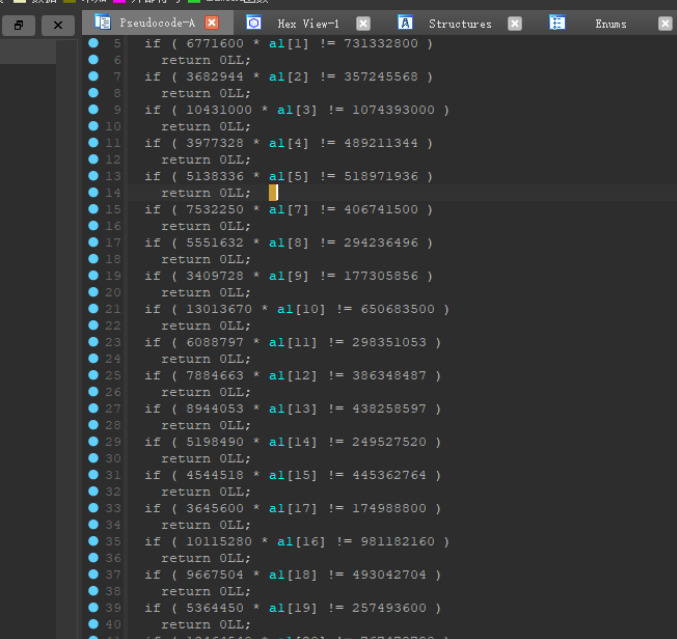 Pseudocode-A Hex View-1 Structures Enums
5 if ( 6771600 * a1[1] != 731332800 )
6 return 0LL;
7 if ( 3682944 * a1[2] != 357245568 )
8 return 0LL;
9 if ( 10431000 * a1[3] != 1074393000 )
10 return 0LL;
11 if ( 3977328 * a1[4] != 489211344 )
12 return 0LL;
13 if ( 5138336 * a1[5] != 518971936 )
14 return 0LL;
15 if ( 7532250 * a1[7] != 406741500 )
16 return 0LL;
17 if ( 5551632 * a1[8] != 294236496 )
18 return 0LL;
19 if ( 3409728 * a1[9] != 177305856 )
20 return 0LL;
21 if ( 13013670 * a1[10] != 650683500 )
22 return 0LL;
23 if ( 6088797 * a1[11] != 298351053 )
24 return 0LL;
25 if ( 7884663 * a1[12] != 386348487 )
26 return 0LL;
27 if ( 8944053 * a1[13] != 438258597 )
28 return 0LL;
29 if ( 5198490 * a1[14] != 249527520 )
30 return 0LL;
31 if ( 4544518 * a1[15] != 445362764 )
32 return 0LL;
33 if ( 3645600 * a1[17] != 174988800 )
34 return 0LL;
35 if ( 10115280 * a1[16] != 981182160 )
36 return 0LL;
37 if ( 9667504 * a1[18] != 493042704 )
38 return 0LL;
39 if ( 5364450 * a1[19] != 257493600 )
40 return 0LL;